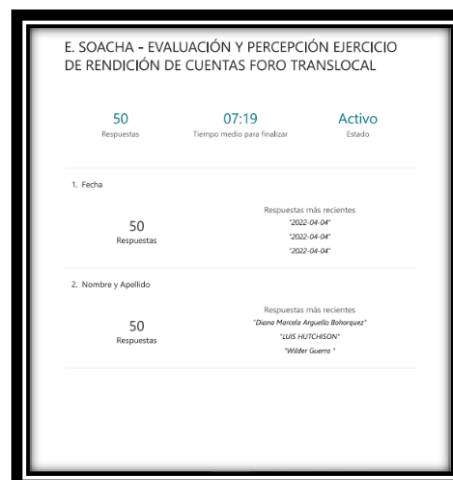 E. SOACHA - EVALUACIÓN Y PERCEPCIÓN EJERCICIO
DE RENDICIÓN DE CUENTAS FORO TRANSLOCAL
50
Respuestas
07:19
Tiempo medio para finalizar
Activo
Estado
1. Fecha
50
Respuestas
Respuestas más recientes
"2022-04-04"
"2022-04-04"
"2022-04-04"
2. Nombre y Apellido
50
Respuestas
Respuestas más recientes
"Diana Marcela Arguello Bohorquez"
"LUIS HUTCHISON"
"Wilder Guerra "